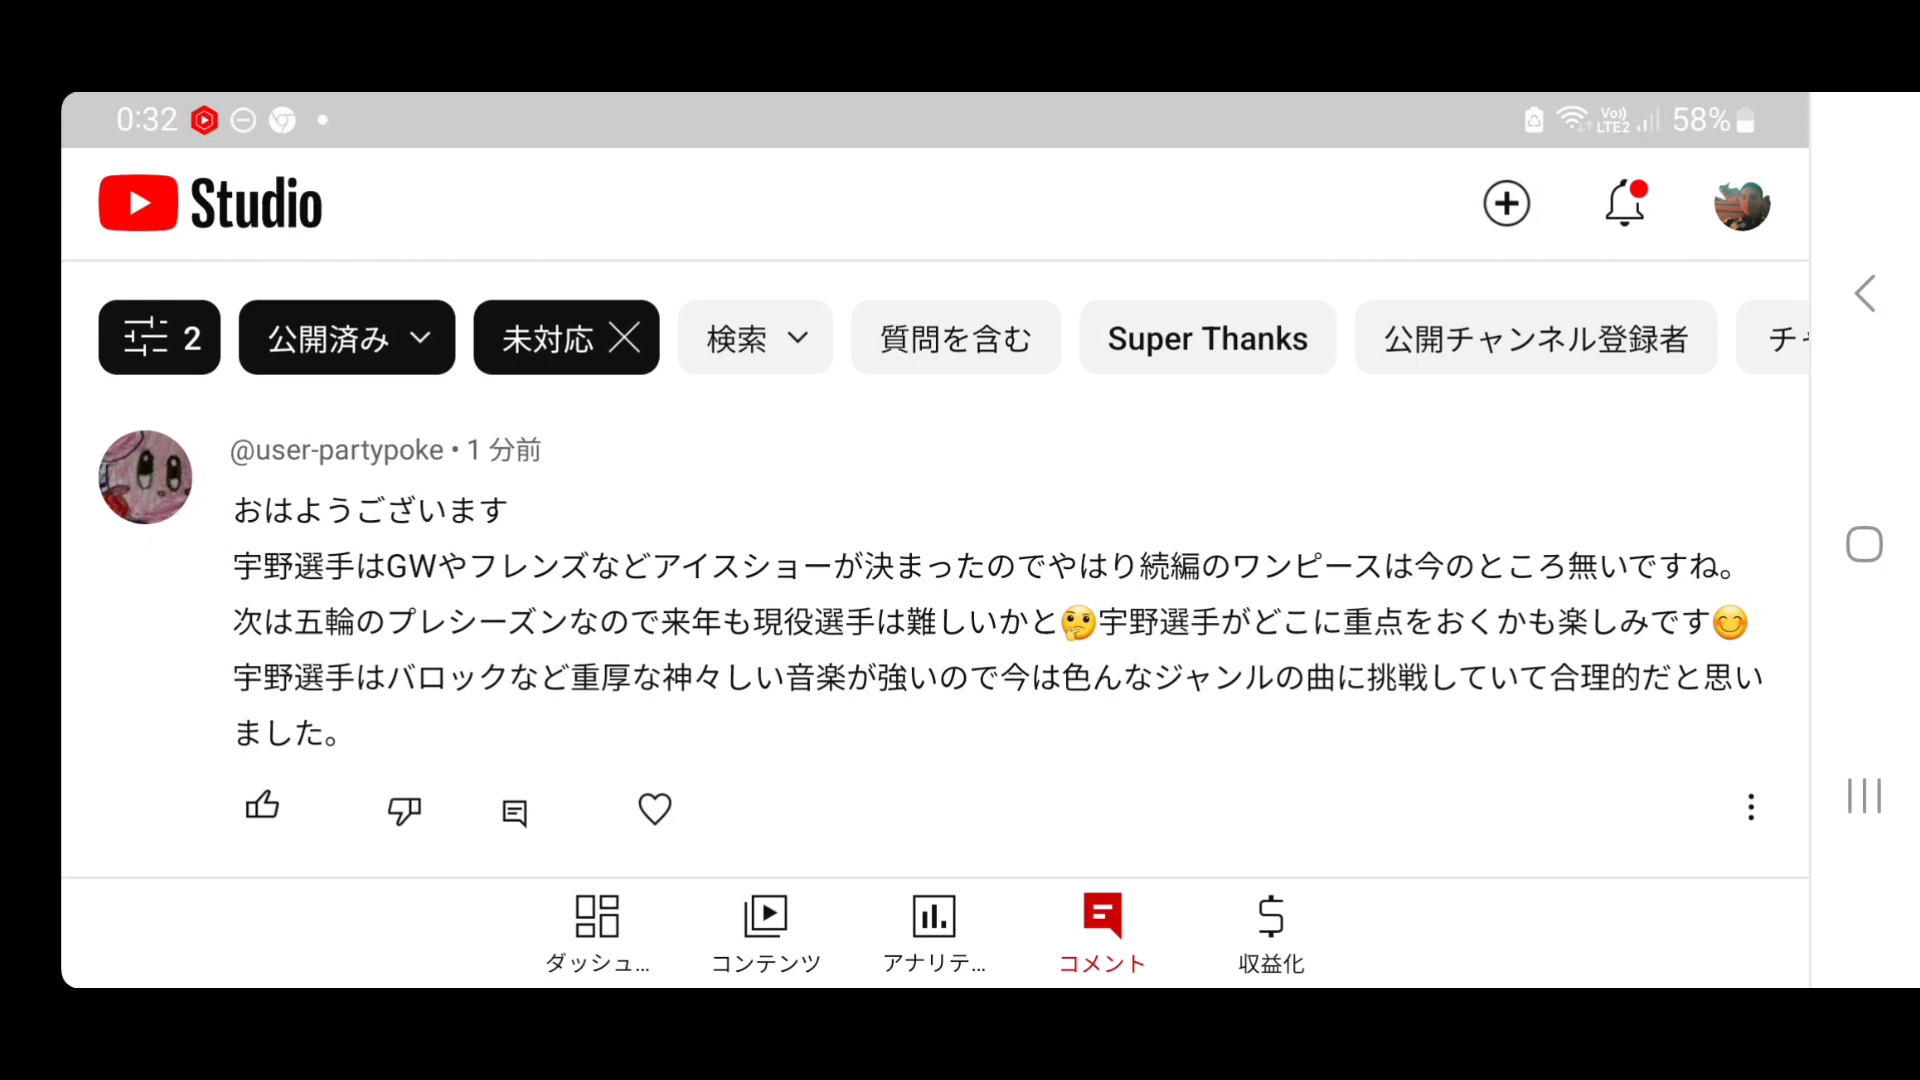 0:32
Vo))
LTE2
58%
Studio
2
公開済み
未対応
検索
質問を含む
Super Thanks
公開チャンネル登録者
チャ
@user-partypoke • 1 分前
おはようございます
宇野選手はGWやフレンズなどアイスショーが決まったのでやはり続編のワンピースは今のところ無いですね。
次は五輪のプレシーズンなので来年も現役選手は難しいかと🤔宇野選手がどこに重点をおくかも楽しみです😊
宇野選手はバロックなど重厚な神々しい音楽が強いので今は色んなジャンルの曲に挑戦していて合理的だと思い
ました。
ダッシュ...
コンテンツ
アナリテ...
コメント
収益化